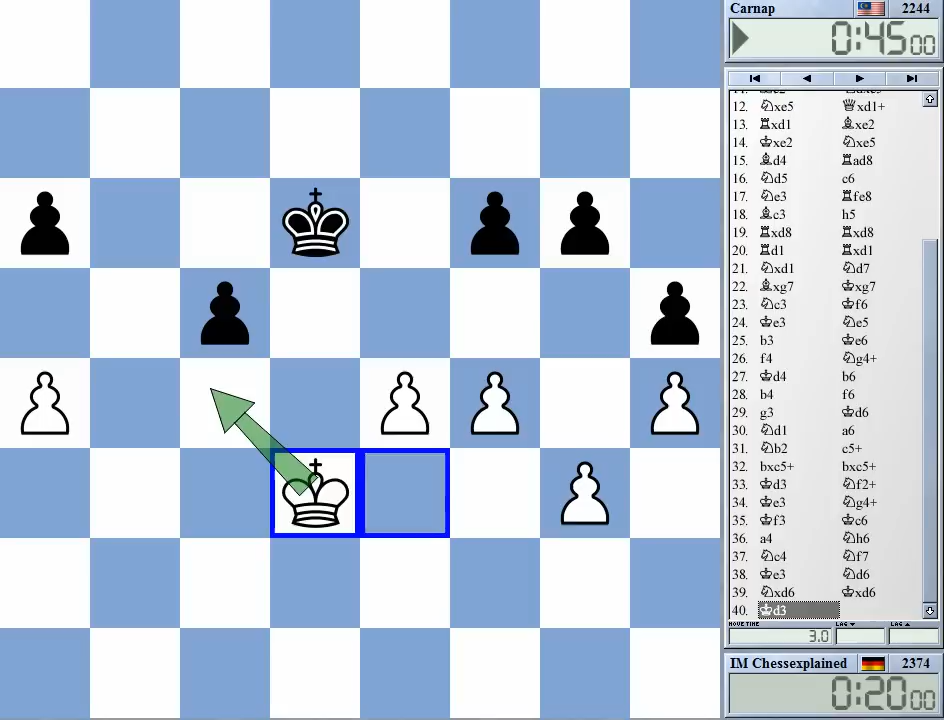 Carnap 2244
0:45 00
12. ♘xe5 ♕xd1+
13. ♖xd1 ♗xe2
14. ♔xe2 ♘xe5
15. ♗d4 ♖ad8
16. ♘d5 c6
17. ♘e3 ♖fe8
18. ♗c3 h5
19. ♖xd8 ♖xd8
20. ♖d1 ♖xd1
21. ♘xd1 ♘d7
22. ♗xg7 ♔xg7
23. ♘c3 ♔f6
24. ♔e3 ♘e5
25. b3 ♔e6
26. f4 ♘g4+
27. ♔d4 b6
28. b4 f6
29. g3 ♔d6
30. ♘d1 a6
31. ♘b2 c5+
32. bxc5+ bxc5+
33. ♔d3 ♘f2+
34. ♔e3 ♘g4+
35. ♔f3 ♔c6
36. a4 ♘h6
37. ♘c4 ♘f7
38. ♔e3 ♘d6
39. ♘xd6 ♔xd6
40. ♔d3
MOVE TIME LAG LAG
3.0
IM Chessexplained 2374
0:20 00